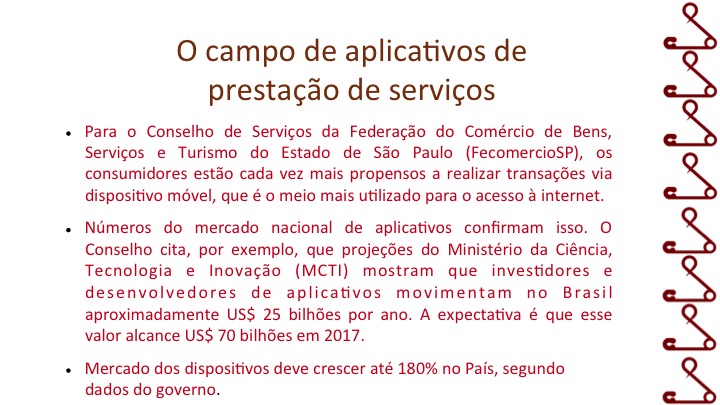 O campo de aplicativos de
prestação de serviços
• Para o Conselho de Serviços da Federação do Comércio de Bens,
Serviços e Turismo do Estado de São Paulo (FecomercioSP), os
consumidores estão cada vez mais propensos a realizar transações via
dispositivo móvel, que é o meio mais utilizado para o acesso à internet.
• Números do mercado nacional de aplicativos confirmam isso. O
Conselho cita, por exemplo, que projeções do Ministério da Ciência,
Tecnologia e Inovação (MCTI) mostram que investidores e
desenvolvedores de aplicativos movimentam no Brasil
aproximadamente US$ 25 bilhões por ano. A expectativa é que esse
valor alcance US$ 70 bilhões em 2017.
• Mercado dos dispositivos deve crescer até 180% no País, segundo
dados do governo.